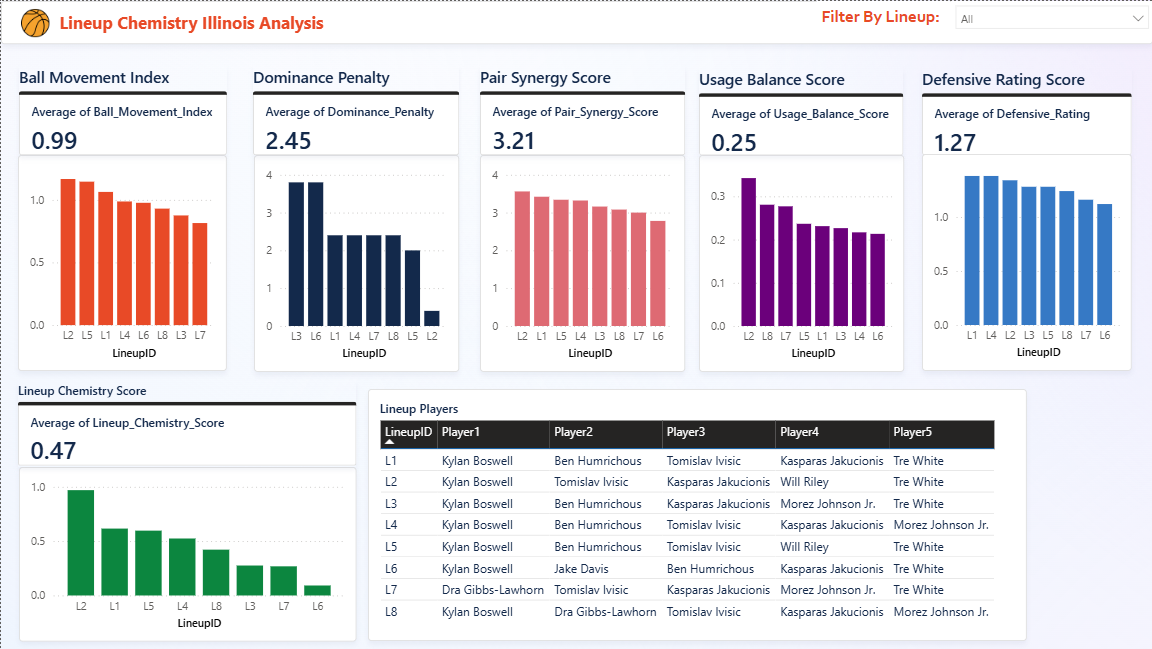 Lineup Chemistry Illinois Analysis
Filter By Lineup:
All
Ball Movement Index
Average of Ball_Movement_Index
0.99
1.0
0.5
0.0
L2 L5 L1 L4 L6 L8 L3 L7
LineupID
Dominance Penalty
Average of Dominance_Penalty
2.45
4
3
2
1
0
L3 L6 L1 L4 L7 L8 L5 L2
LineupID
Pair Synergy Score
Average of Pair_Synergy_Score
3.21
4
3
2
1
0
L2 L1 L5 L4 L3 L8 L7 L6
LineupID
Usage Balance Score
Average of Usage_Balance_Score
0.25
0.3
0.2
0.1
0.0
L2 L8 L7 L5 L1 L3 L4 L6
LineupID
Defensive Rating Score
Average of Defensive_Rating
1.27
1.0
0.5
0.0
L1 L4 L2 L3 L5 L8 L7 L6
LineupID
Lineup Chemistry Score
Average of Lineup_Chemistry_Score
0.47
1.0
0.5
0.0
L2 L1 L5 L4 L8 L3 L7 L6
LineupID
Lineup Players
LineupID Player1 Player2 Player3 Player4 Player5
L1 Kylan Boswell Ben Humrichous Tomislav Ivisic Kasparas Jakucionis Tre White
L2 Kylan Boswell Tomislav Ivisic Kasparas Jakucionis Will Riley Tre White
L3 Kylan Boswell Ben Humrichous Kasparas Jakucionis Morez Johnson Jr. Tre White
L4 Kylan Boswell Ben Humrichous Tomislav Ivisic Kasparas Jakucionis Morez Johnson Jr.
L5 Kylan Boswell Ben Humrichous Tomislav Ivisic Will Riley Tre White
L6 Kylan Boswell Jake Davis Ben Humrichous Kasparas Jakucionis Tre White
L7 Dra Gibbs-Lawhorn Tomislav Ivisic Kasparas Jakucionis Morez Johnson Jr. Tre White
L8 Kylan Boswell Dra Gibbs-Lawhorn Tomislav Ivisic Kasparas Jakucionis Morez Johnson Jr.